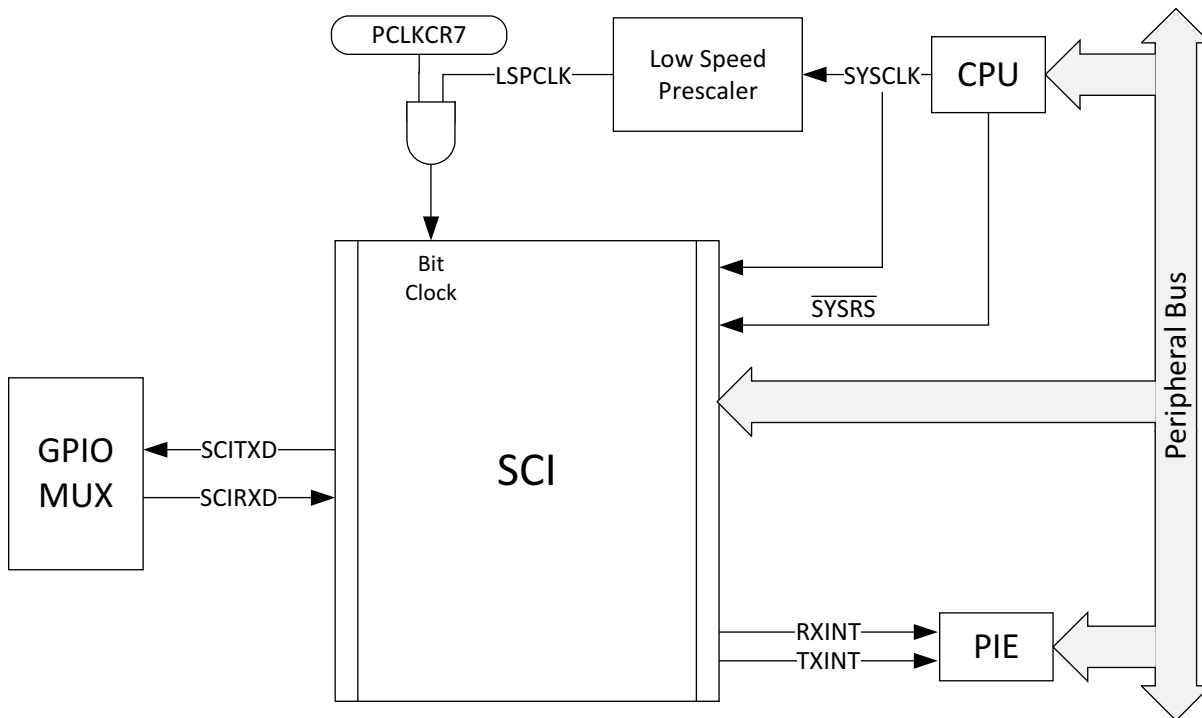 PCLKCR7
LSPCLK
Low Speed
Prescaler
SYSCLK
CPU
Bit
Clock
SYSRS
Peripheral Bus
GPIO
MUX
SCITXD
SCIRXD
SCI
RXINT
TXINT
PIE